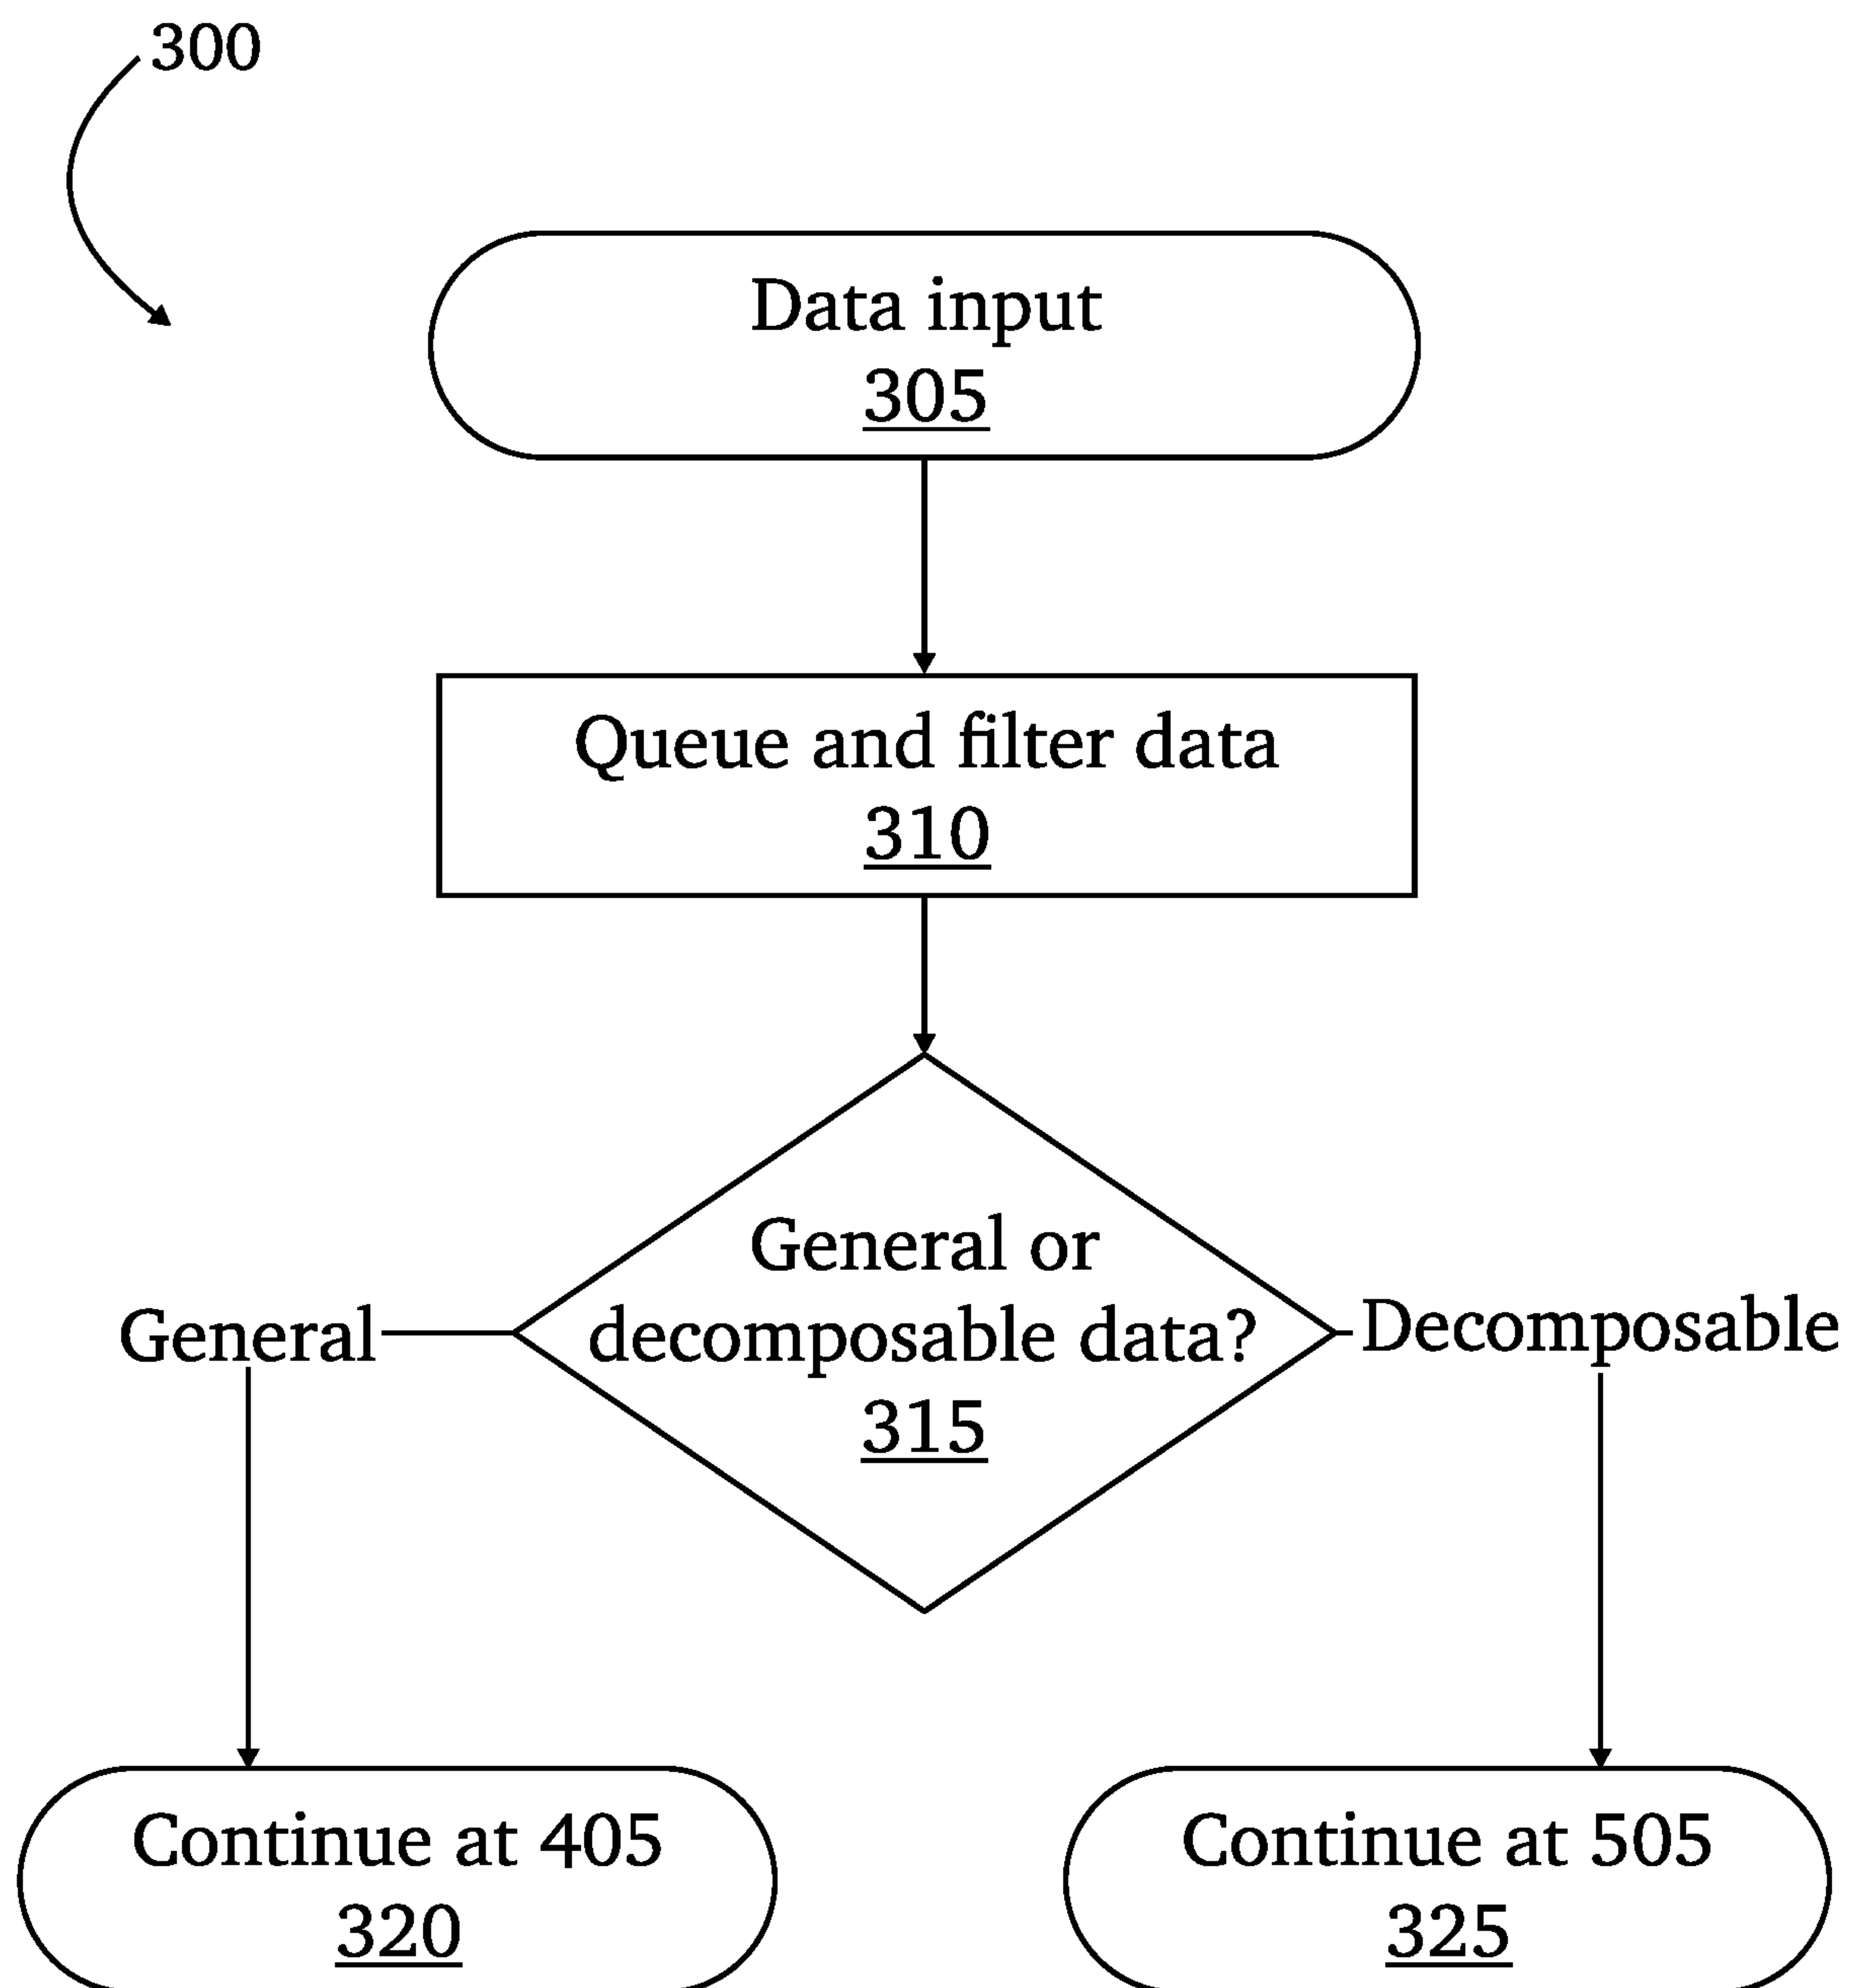 300
Data input
305
Queue and filter data
310
General or
decomposable data?
315
General
Decomposable
Continue at 405
320
Continue at 505
325